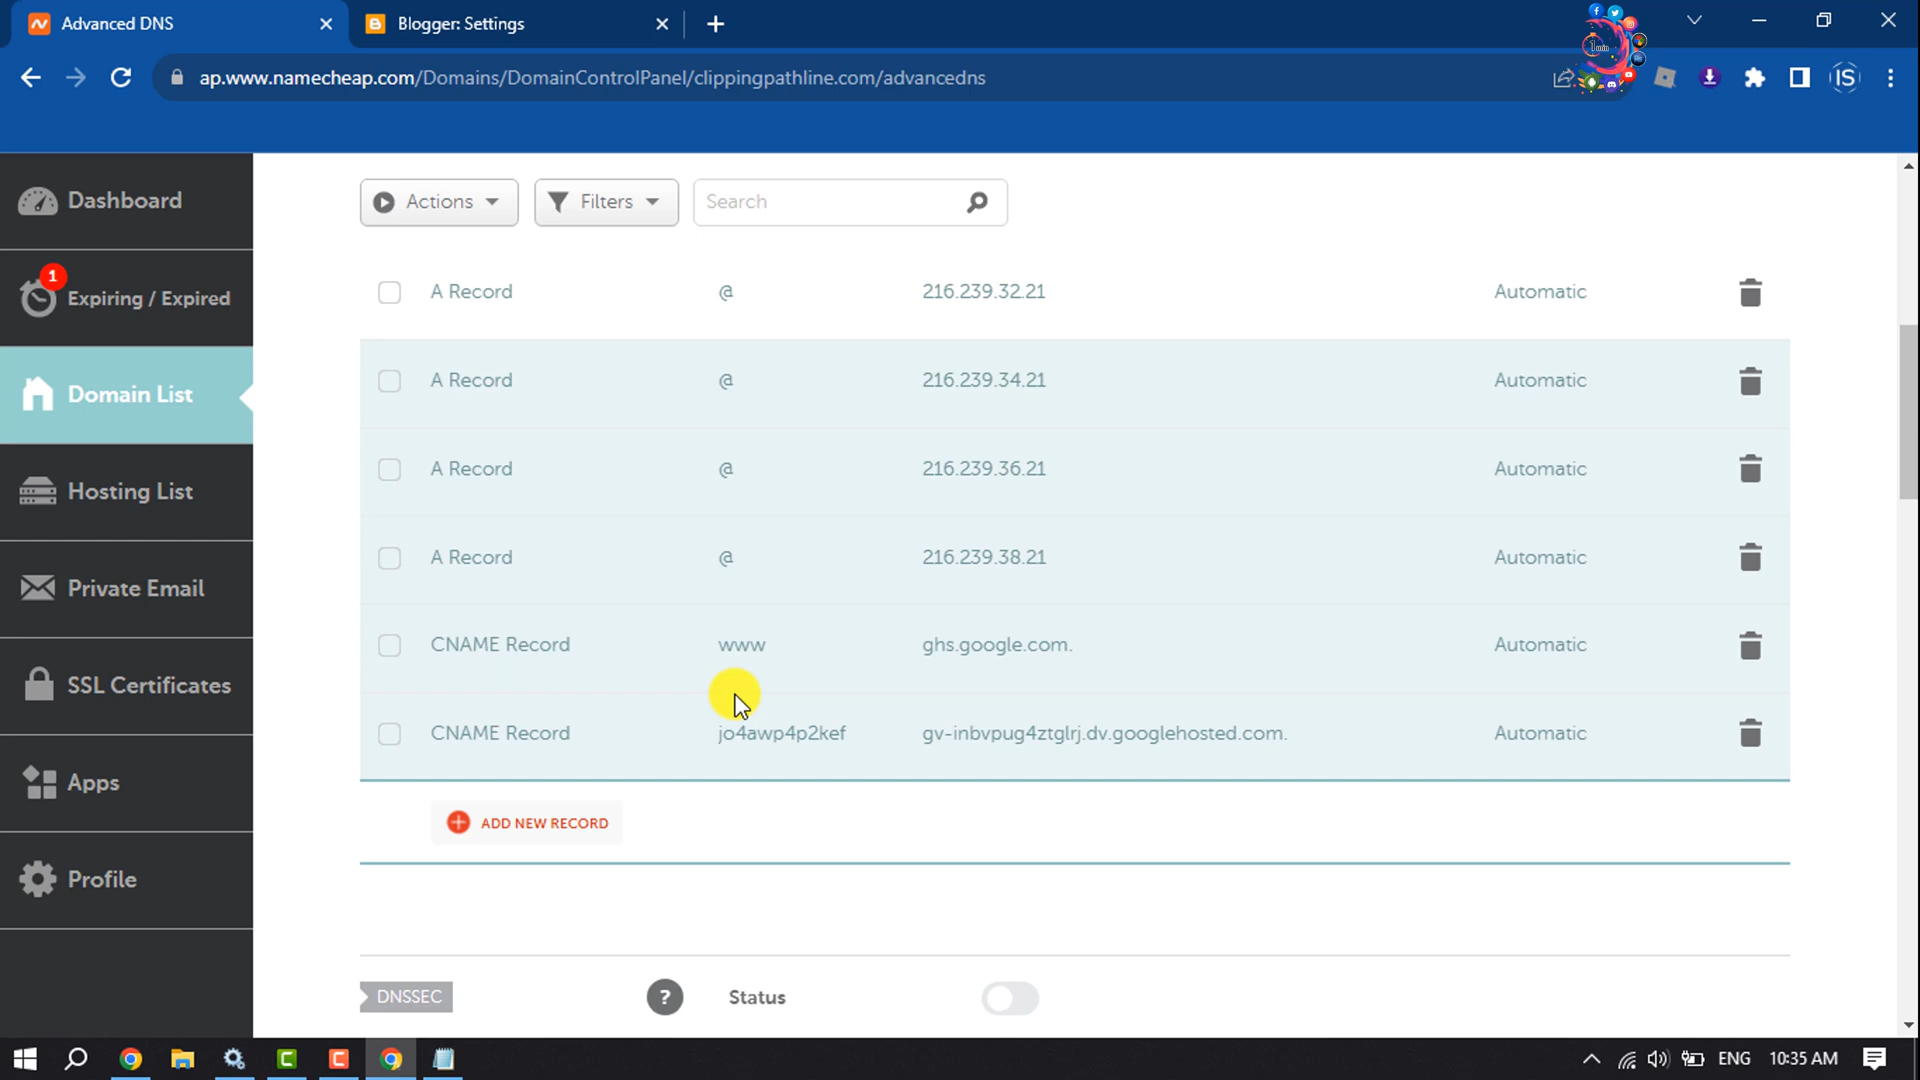 Advanced DNS
Blogger: Settings
ap.www.namecheap.com/Domains/DomainControlPanel/clippingpathline.com/advancedns
1min
IS
Dashboard
1
Expiring / Expired
Domain List
Hosting List
Private Email
SSL Certificates
Apps
Profile
Actions
Filters
Search
A Record @ 216.239.32.21 Automatic
A Record @ 216.239.34.21 Automatic
A Record @ 216.239.36.21 Automatic
A Record @ 216.239.38.21 Automatic
CNAME Record www ghs.google.com. Automatic
CNAME Record jo4awp4p2kef gv-inbvpug4ztglrj.dv.googlehosted.com. Automatic
ADD NEW RECORD
DNSSEC ? Status
ENG 10:35 AM